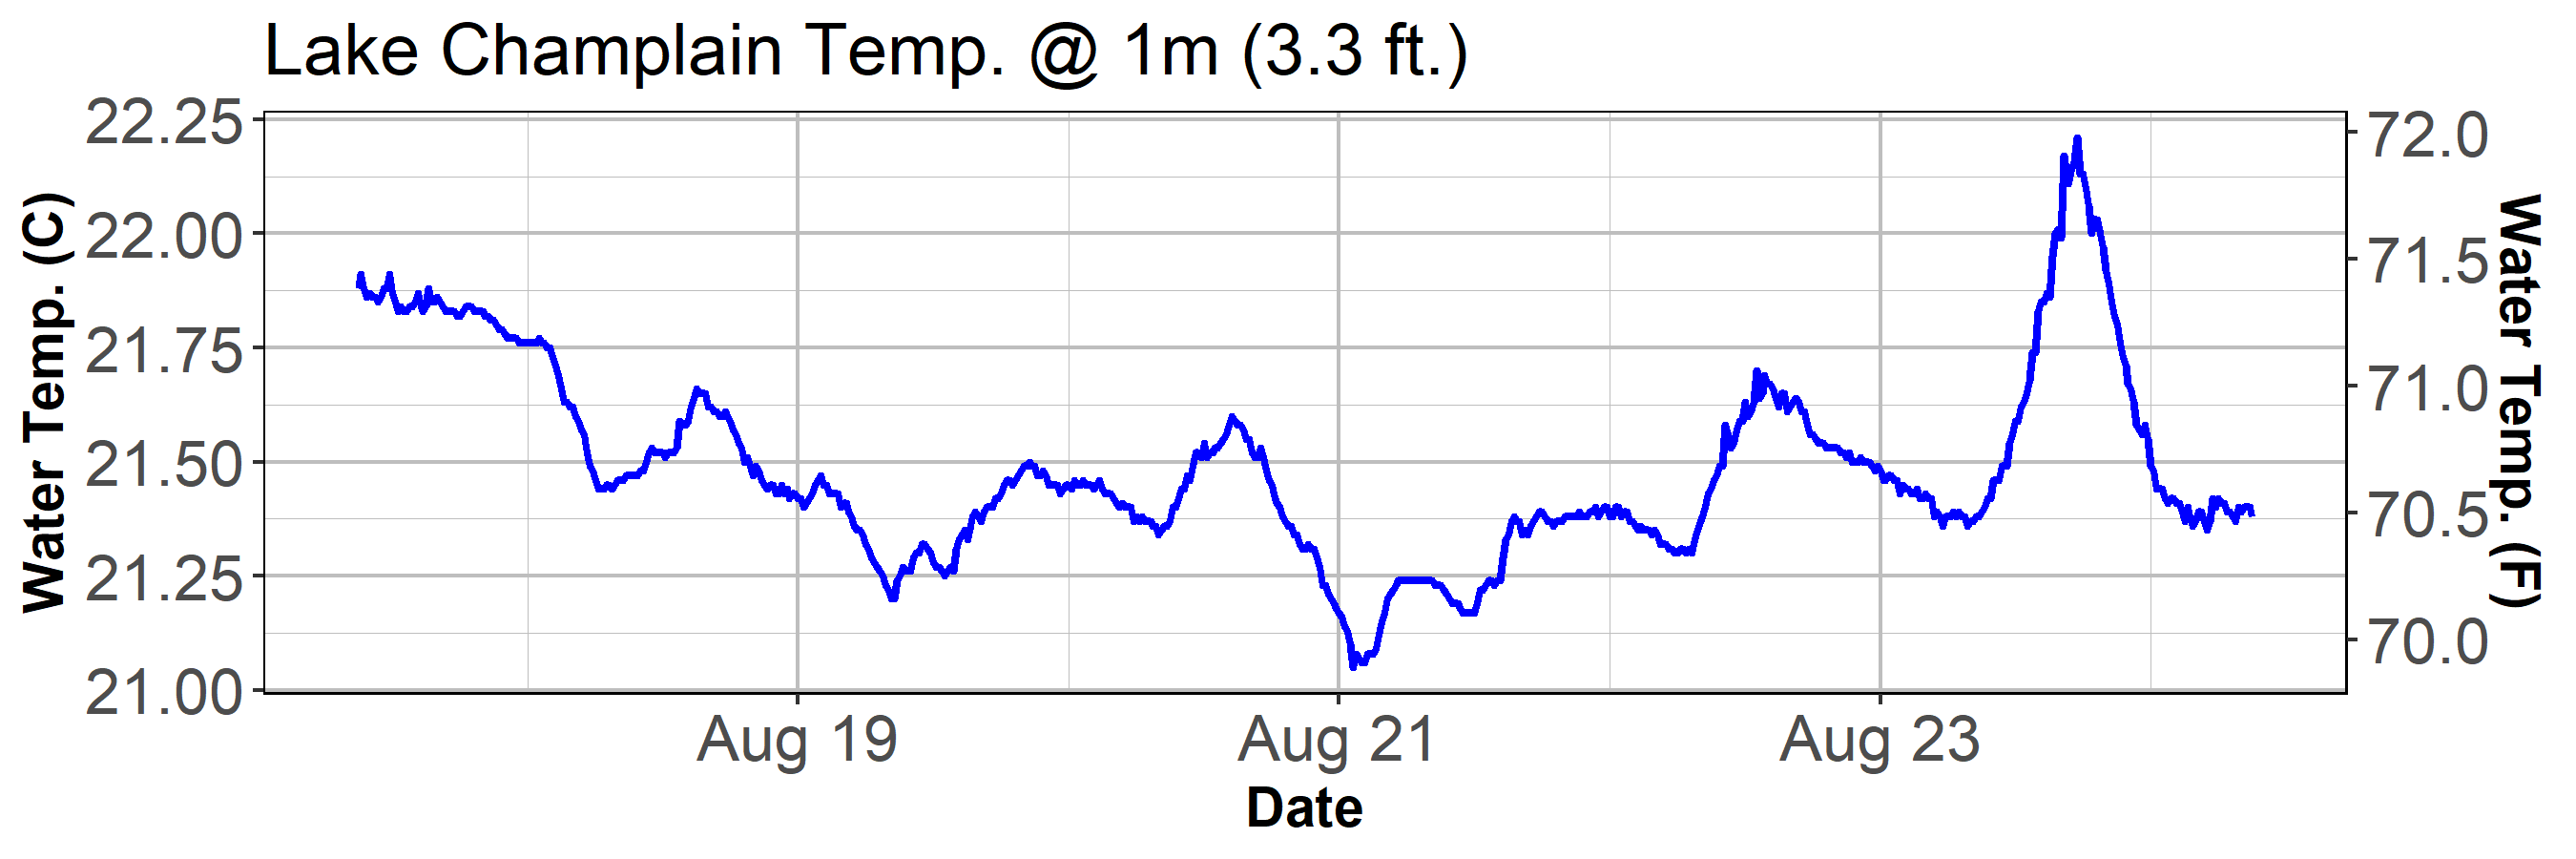 Lake Champlain Temp. @ 1m (3.3 ft.)
Water Temp. (C)
22.25
22.00
21.75
21.50
21.25
21.00
72.0
71.5
71.0
70.5
70.0
Water Temp. (F)
Aug 19
Aug 21
Aug 23
Date